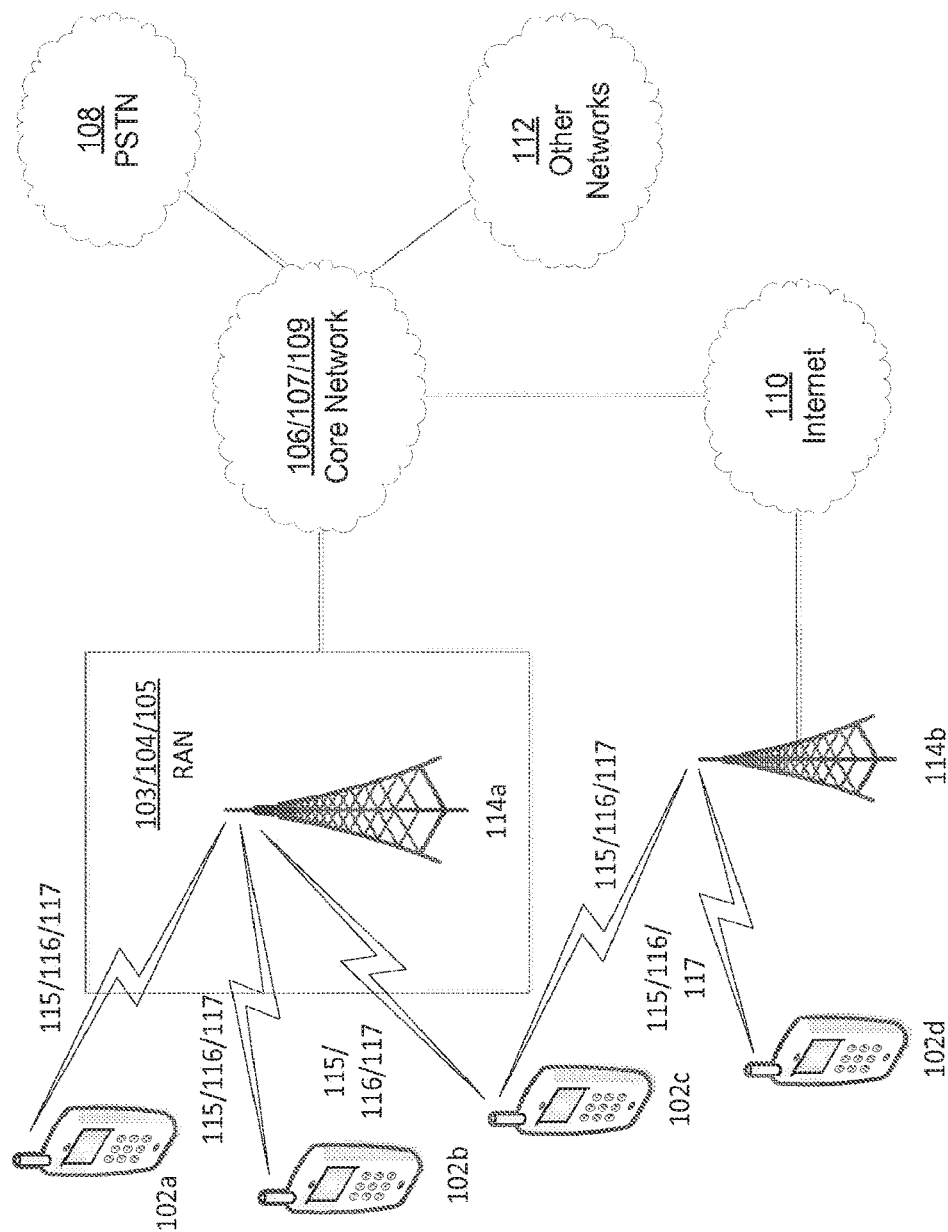 108
PSTN
106/107/109
Core Network
112
Other
Networks
110
Internet
103/104/105
RAN
114a
115/116/117
115/116/117
115/
116/117
115/116/117
115/116/
117
114b
102a
102b
102c
102d